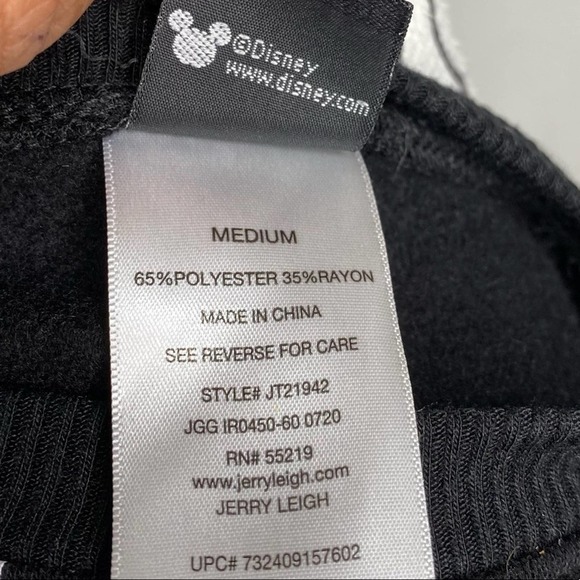 ©Disney
www.disney.com
MEDIUM
65%POLYESTER 35%RAYON
MADE IN CHINA
SEE REVERSE FOR CARE
STYLE# JT21942
JGG IR0450-60 0720
RN# 55219
www.jerryleigh.com
JERRY LEIGH
UPC# 732409157602